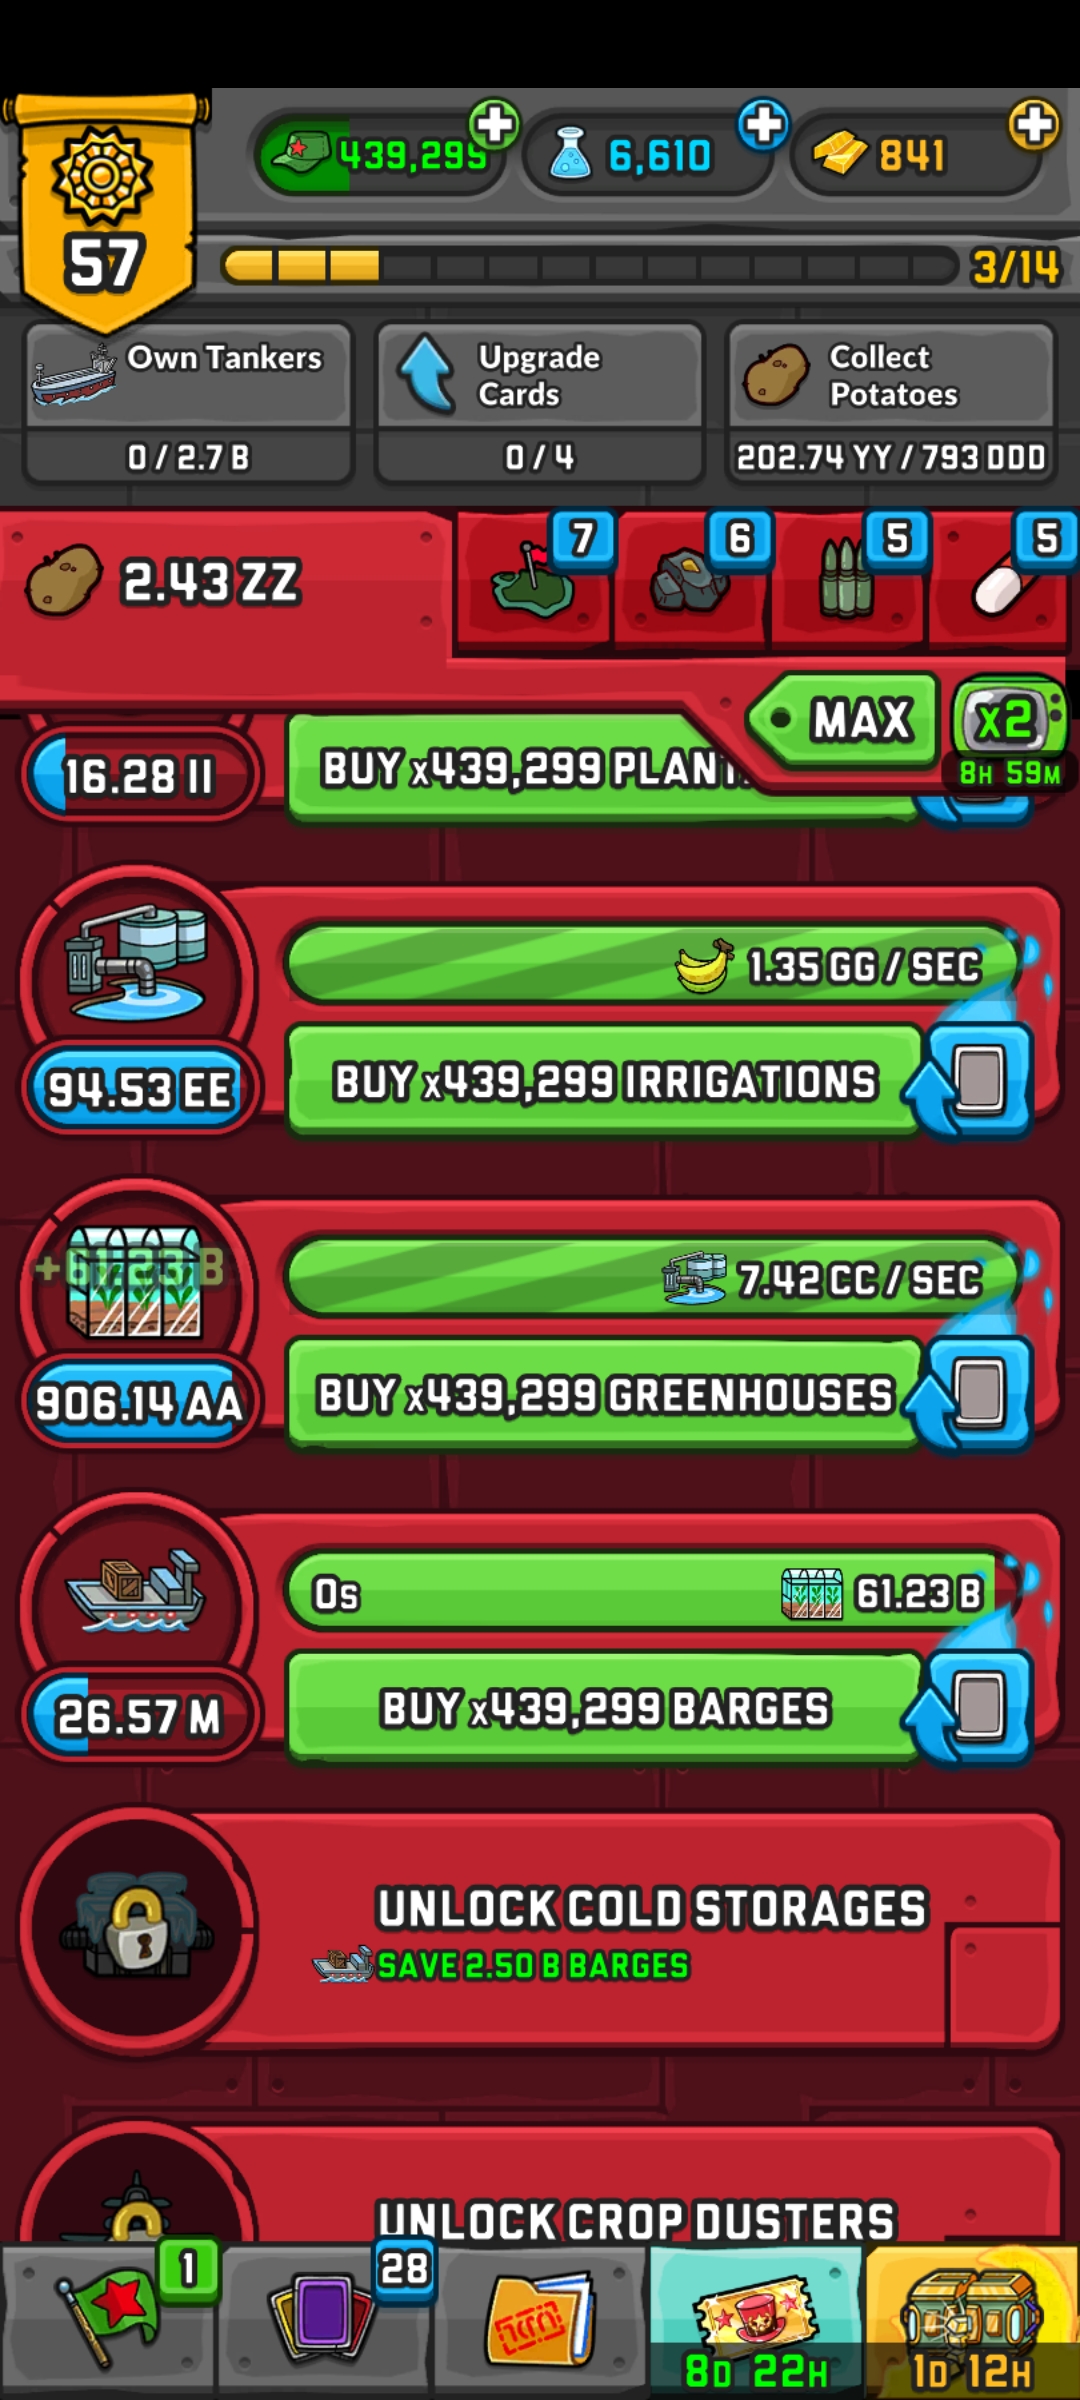 439,299
6,610
841
57
3/14
Own Tankers
0 / 2.7 B
Upgrade
Cards
0 / 4
Collect
Potatoes
202.74 YY / 793 DDD
2.43 ZZ
7
6
5
5
MAX
x2
8H 59M
16.28 II
BUY x439,299 PLANT
1.35 GG / SEC
94.53 EE
BUY x439,299 IRRIGATIONS
+61.23 B
7.42 CC / SEC
906.14 AA
BUY x439,299 GREENHOUSES
0s
61.23 B
26.57 M
BUY x439,299 BARGES
UNLOCK COLD STORAGES
SAVE 2.50 B BARGES
UNLOCK CROP DUSTERS
1
28
8D 22H
1D 12H